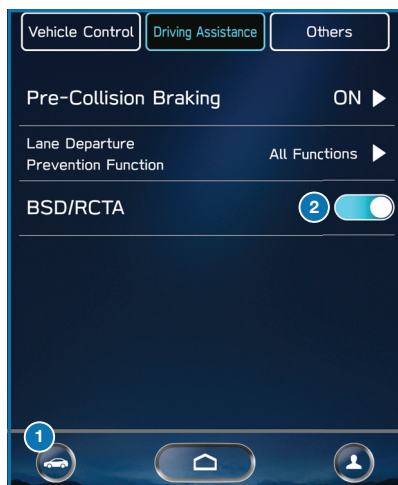 Vehicle Control
Driving Assistance
Others
Pre-Collision Braking
ON
Lane Departure
Prevention Function
All Functions
BSD/RCTA
2
1